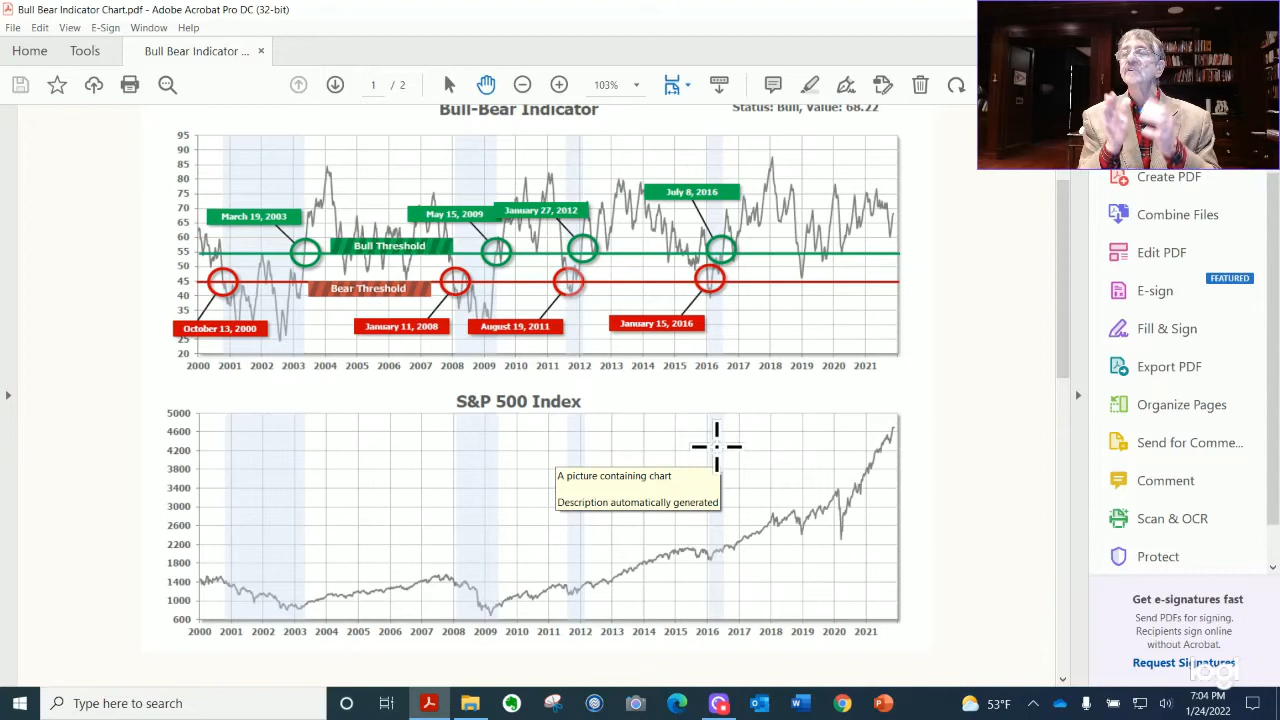 Bull Bear Indicator Chart.pdf - Adobe Acrobat Pro DC (32-bit)
File Edit View E-Sign Window Help
Home Tools Bull Bear Indicator ... ×
1 / 2 103%
Bull-Bear Indicator Status: Bull, Value: 68.22
95
90
85
80
75
70
65
60
55
50
45
40
35
30
25
20
March 19, 2003
May 15, 2009
January 27, 2012
July 8, 2016
Bull Threshold
Bear Threshold
October 13, 2000
January 11, 2008
August 19, 2011
January 15, 2016
2000 2001 2002 2003 2004 2005 2006 2007 2008 2009 2010 2011 2012 2013 2014 2015 2016 2017 2018 2019 2020 2021
S&P 500 Index
5000
4600
4200
3800
3400
3000
2600
2200
1800
1400
1000
600
A picture containing chart
Description automatically generated
2000 2001 2002 2003 2004 2005 2006 2007 2008 2009 2010 2011 2012 2013 2014 2015 2016 2017 2018 2019 2020 2021
Create PDF
Combine Files
Edit PDF
FEATURED
E-sign
Fill & Sign
Export PDF
Organize Pages
Send for Comme...
Comment
Scan & OCR
Protect
Get e-signatures fast
Send PDFs for signing.
Recipients sign online
without Acrobat.
Request Signatures
logi
Type here to search
53°F
7:04 PM
1/24/2022